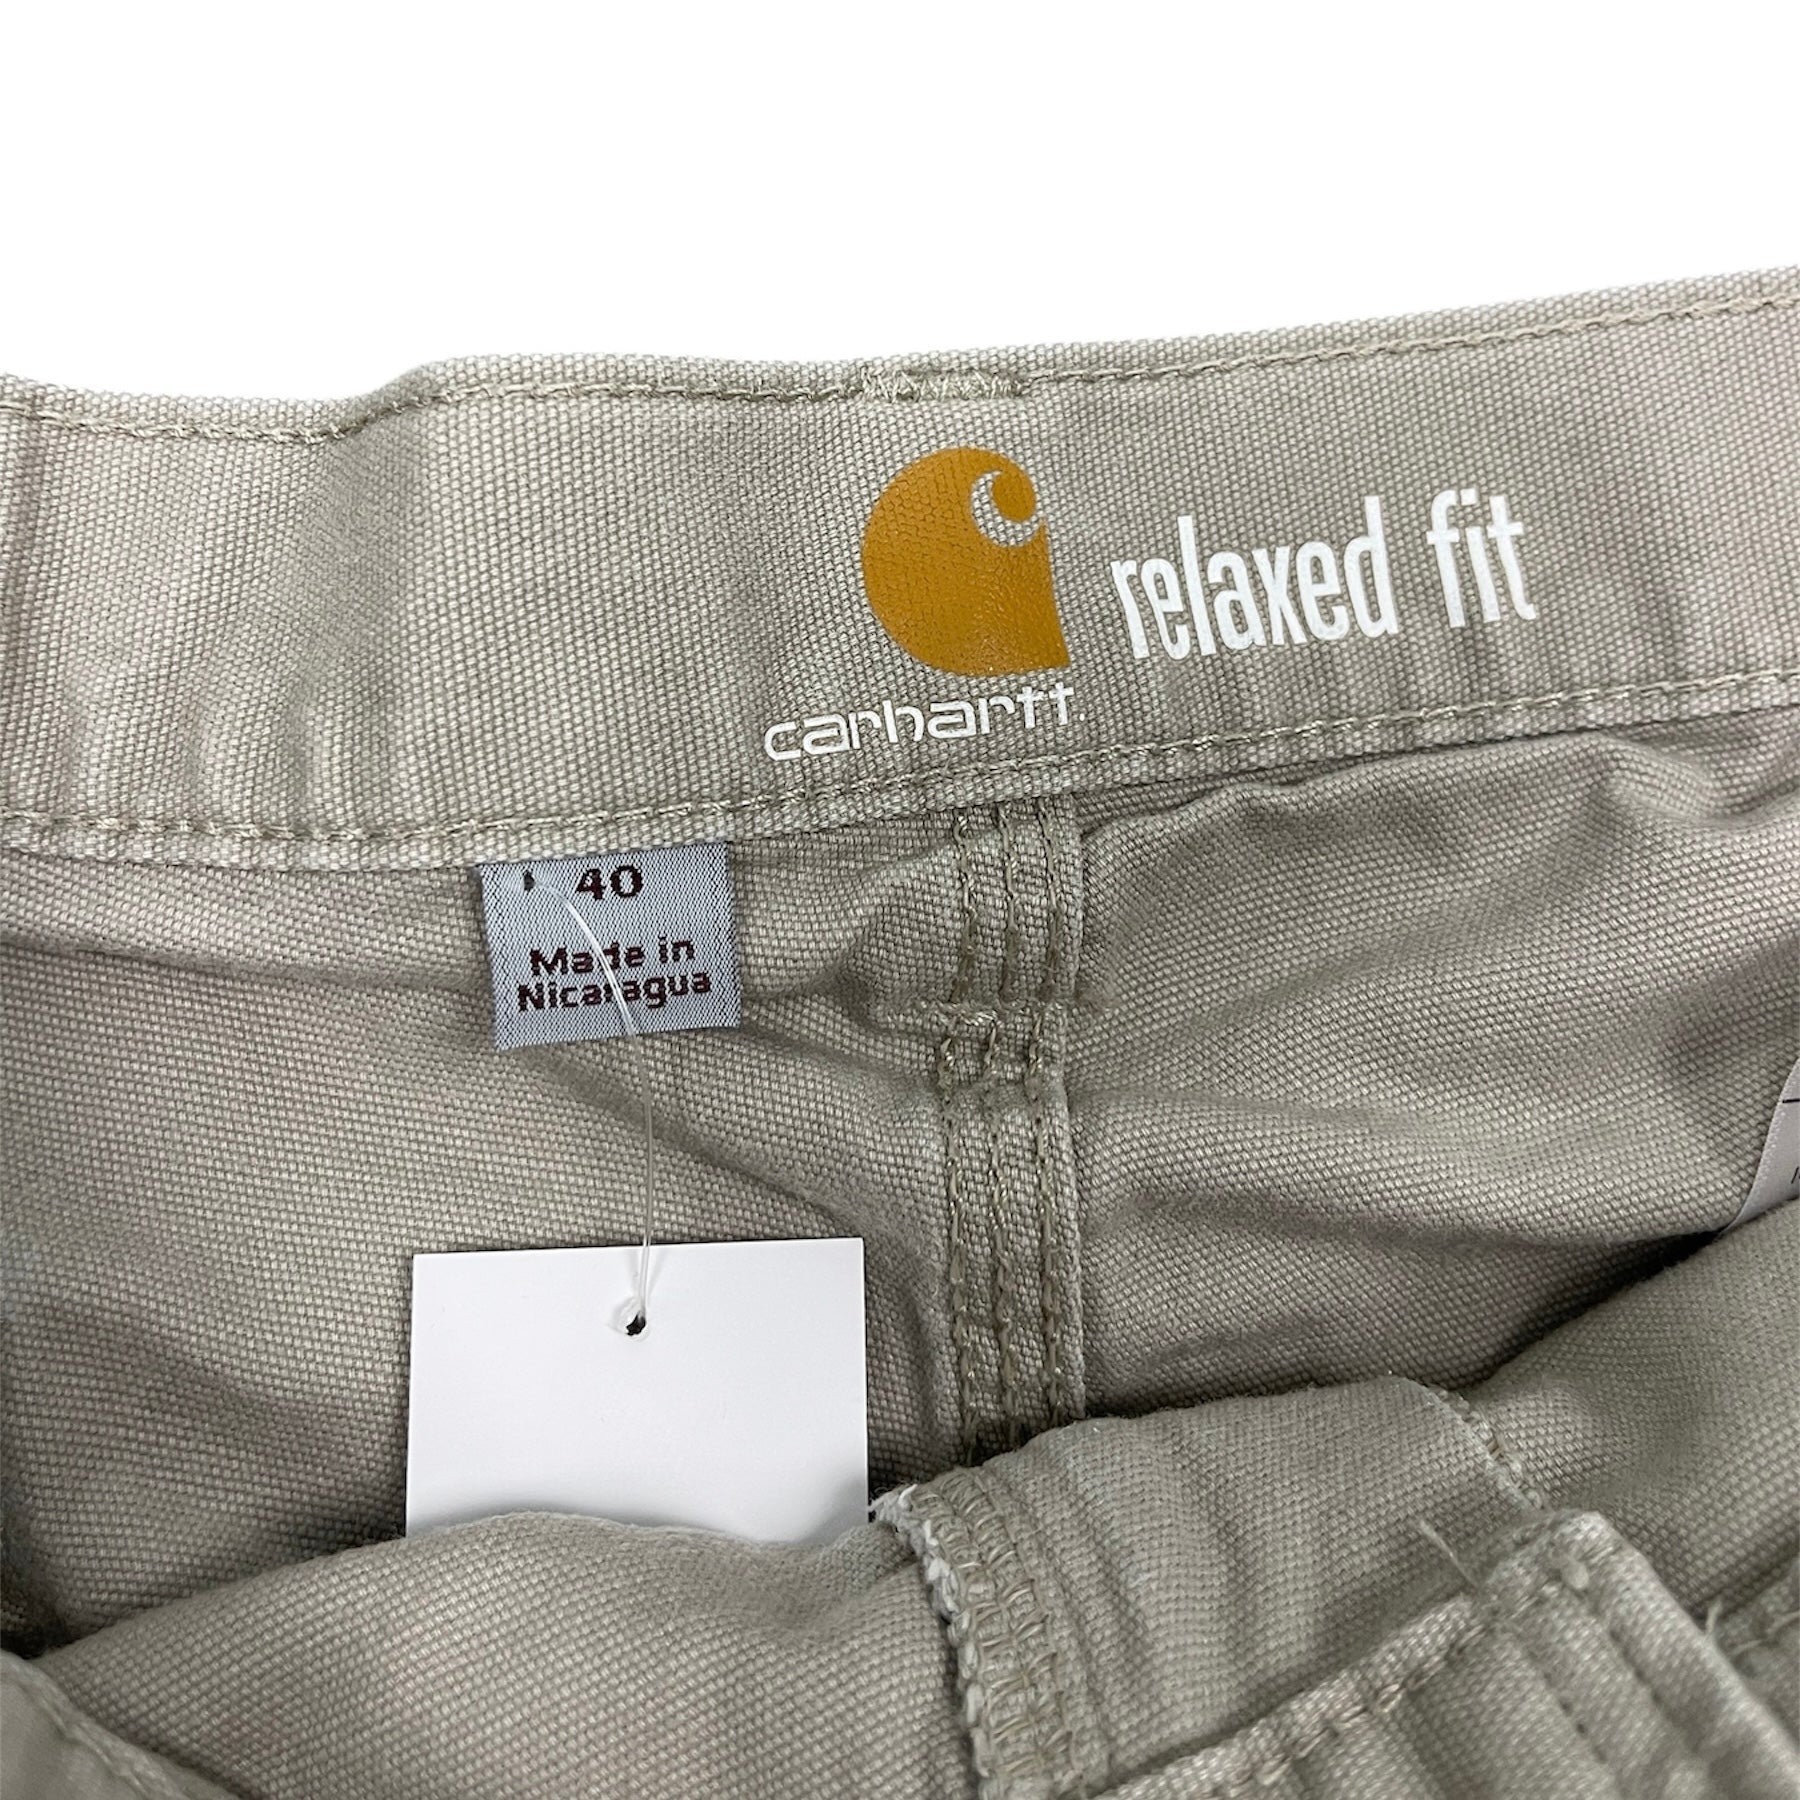 relaxed fit
carhartt.
40
Made in
Nicaragua